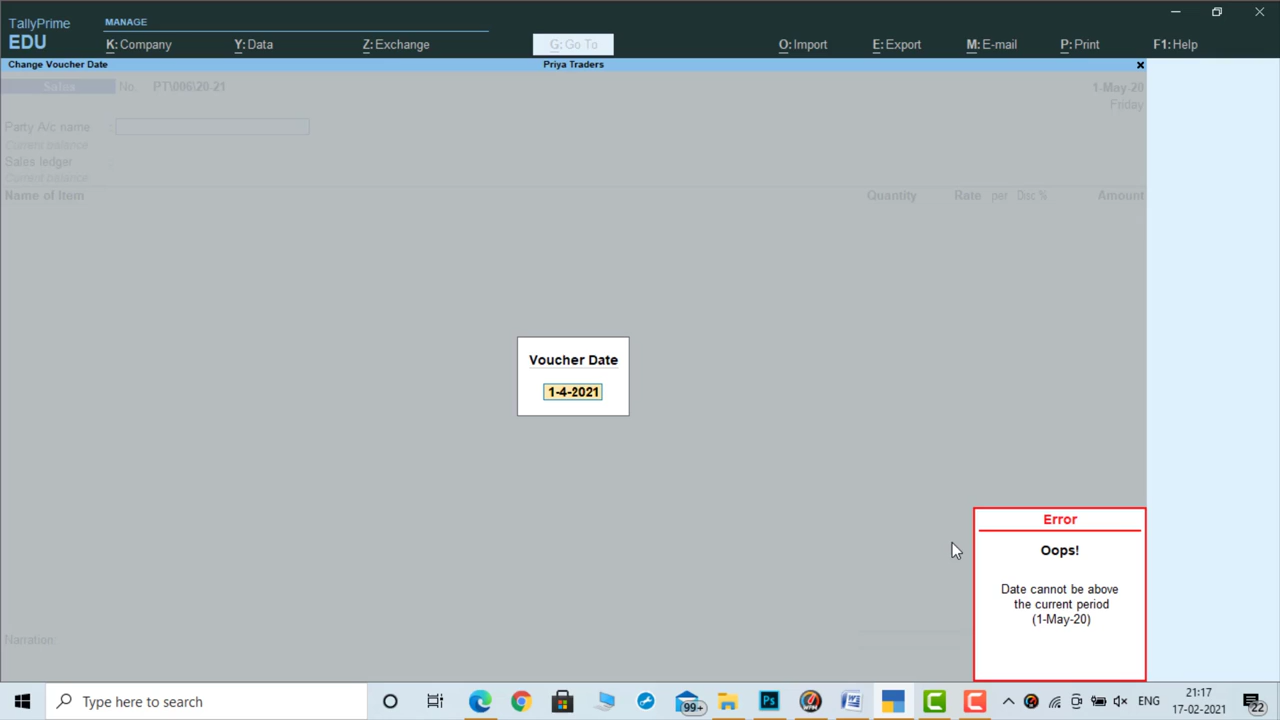 TallyPrime
EDU
MANAGE
K: Company
Y: Data
Z: Exchange
G: Go To
O: Import
E: Export
M: E-mail
P: Print
F1: Help
Change Voucher Date
Priya Traders
Sales
No.
PT\006\20-21
1-May-20
Friday
Party A/c name :
Current balance
Sales ledger :
Current balance
Name of Item
Quantity
Rate
per
Disc %
Amount
Voucher Date
1-4-2021
Error
Oops!
Date cannot be above
the current period
(1-May-20)
Narration:
Type here to search
99+
ENG
21:17
17-02-2021
22